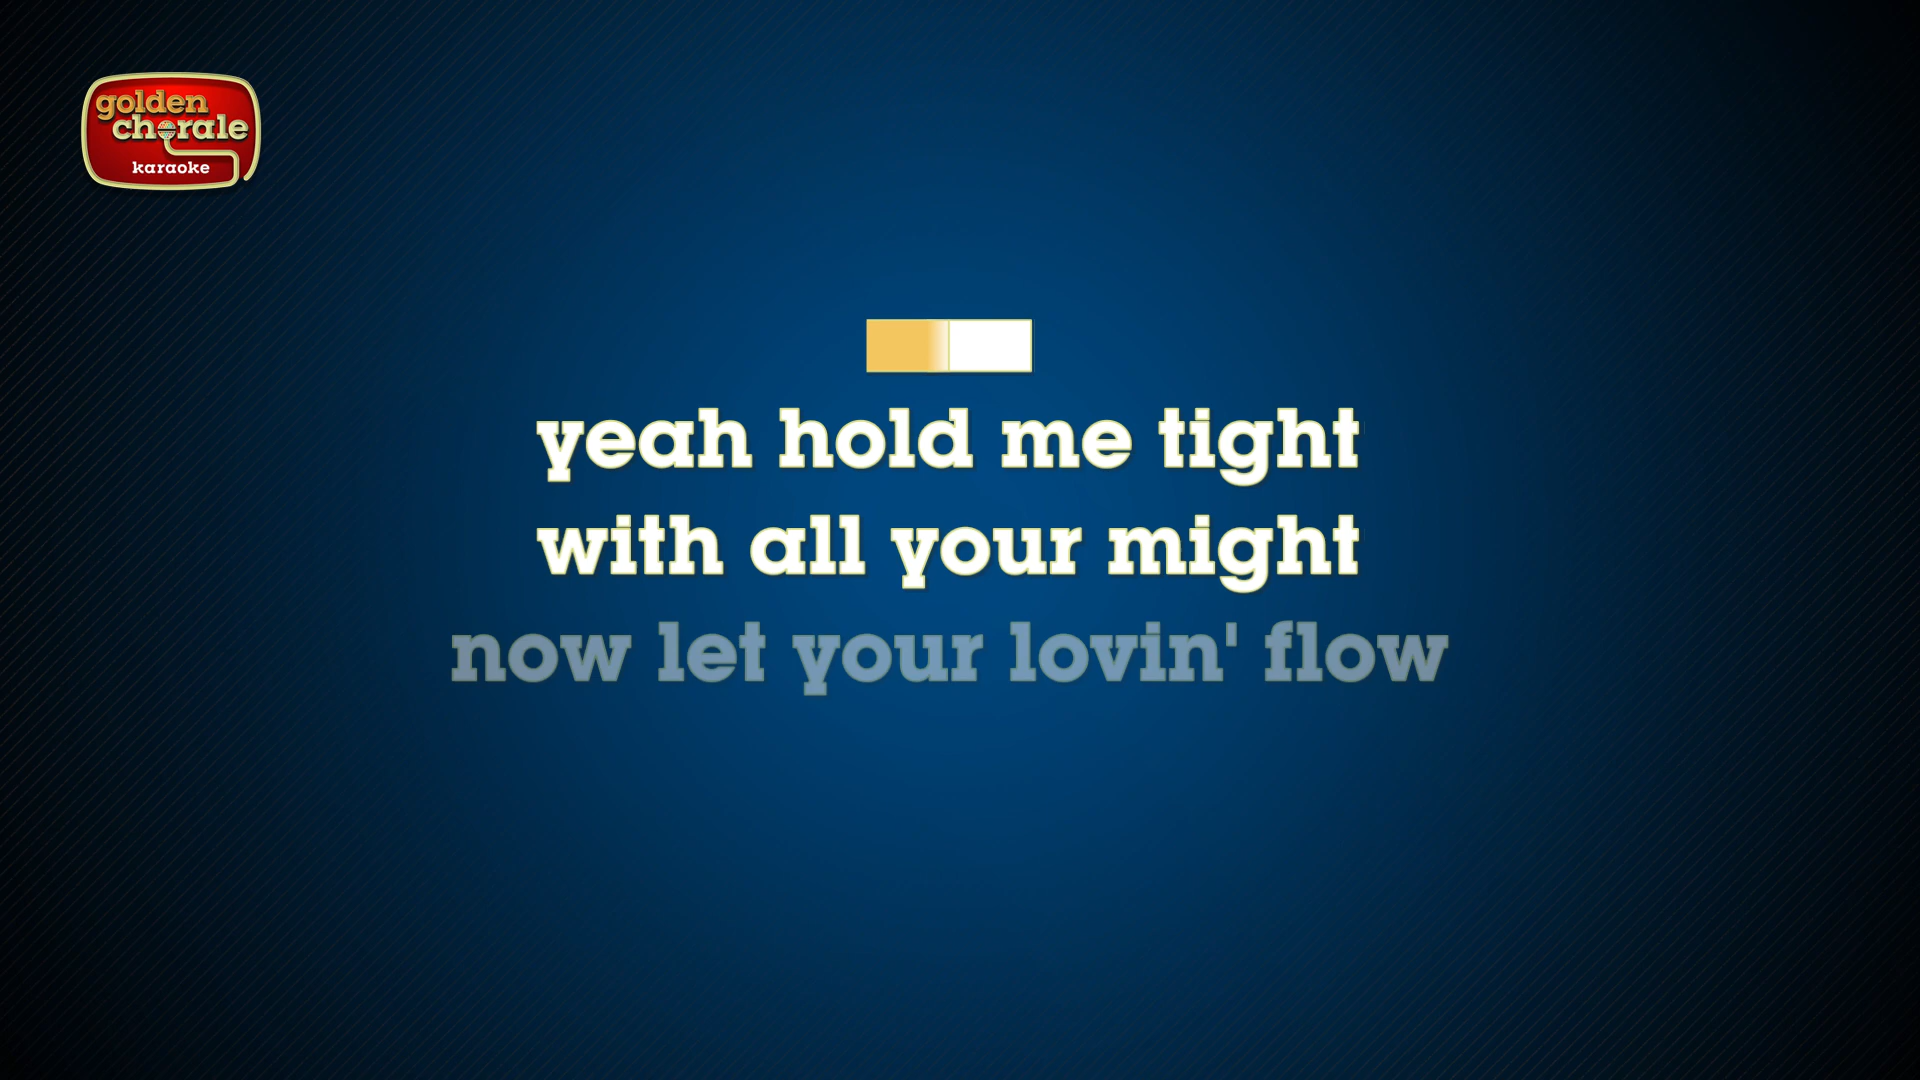 golden
chorale
karaoke
yeah hold me tight
with all your might
now let your lovin' flow